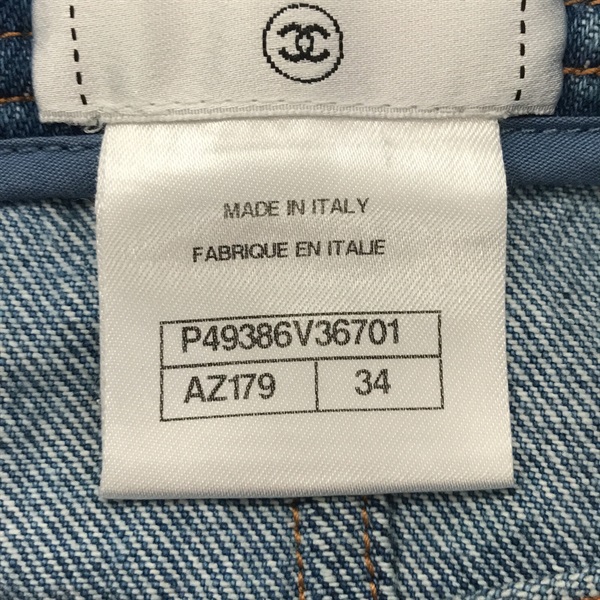 MADE IN ITALY
FABRIQUE EN ITALIE
P49386V36701
AZ179 34